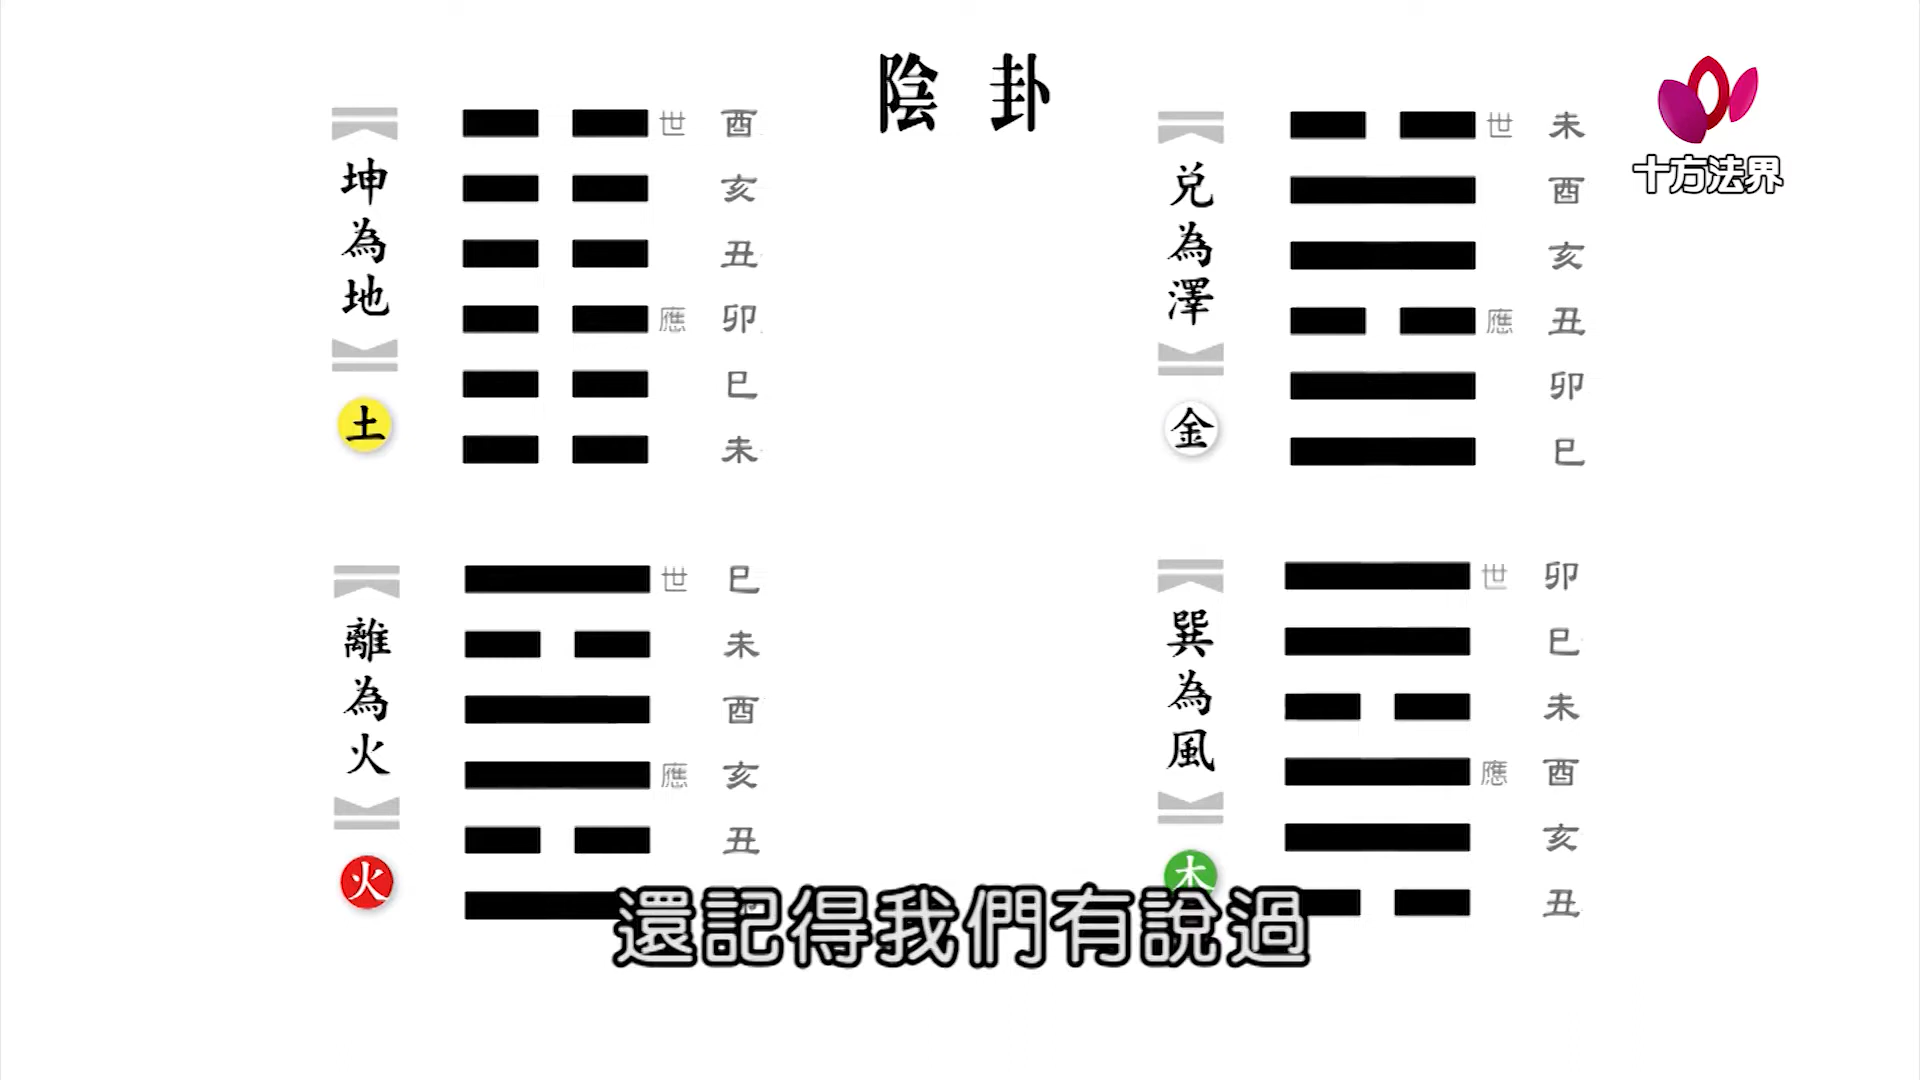 陰卦
十方法界
坤為地
土
世 酉
亥
丑
應 卯
巳
未
兌為澤
金
世 未
酉
亥
應 丑
卯
巳
離為火
火
世 巳
未
酉
應 亥
丑
巽為風
木
世 卯
巳
未
應 酉
亥
丑
還記得我們有說過